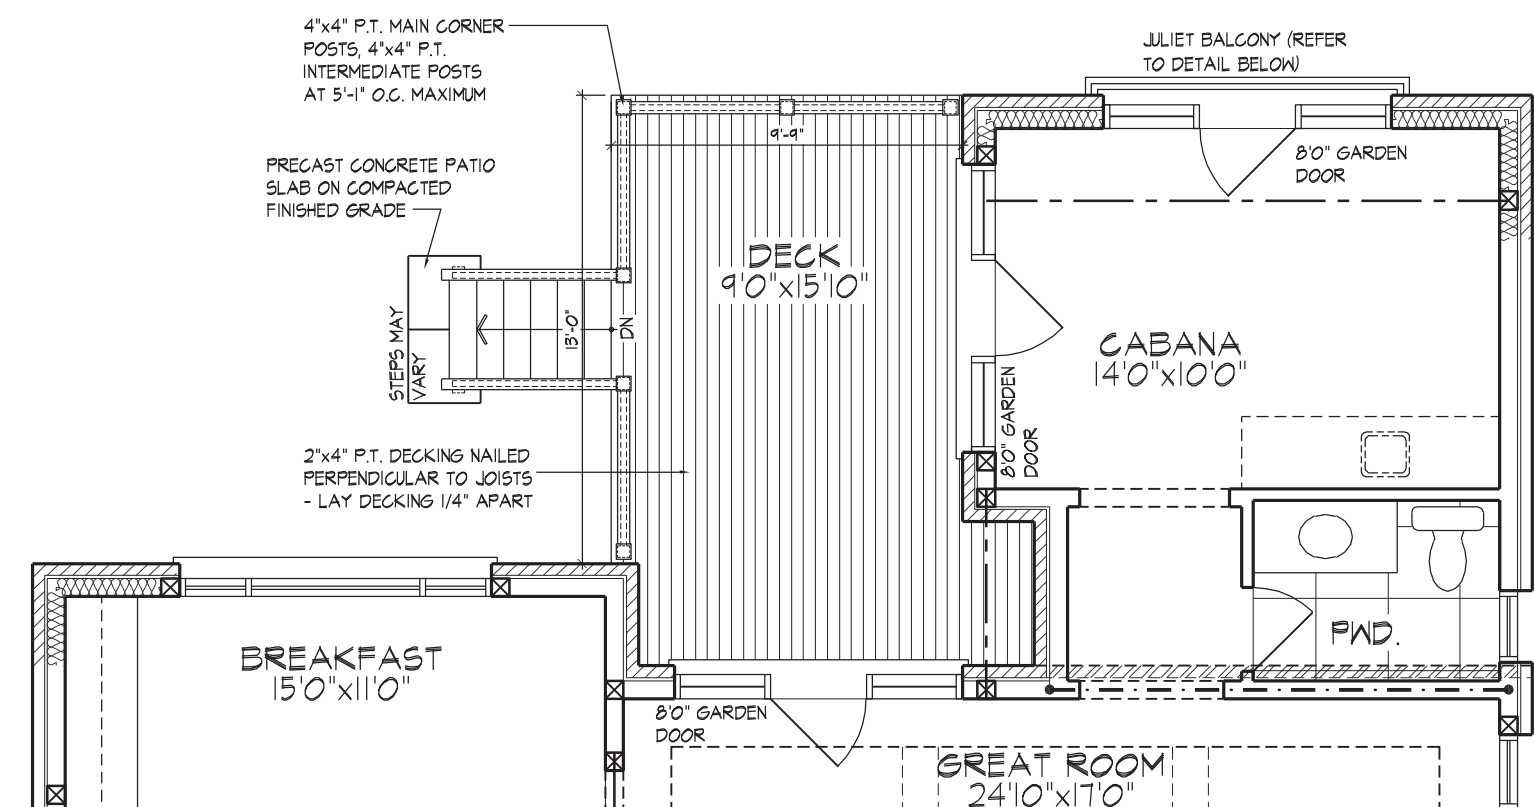 4"x4" P.T. MAIN CORNER
POSTS, 4"x4" P.T.
INTERMEDIATE POSTS
AT 5'-1" O.C. MAXIMUM
JULIET BALCONY (REFER
TO DETAIL BELOW)
9'-9"
8'0" GARDEN
DOOR
PRECAST CONCRETE PATIO
SLAB ON COMPACTED
FINISHED GRADE
DECK
9'0"x15'10"
STEPS MAY
VARY
13'-0"
DN
CABANA
14'0"x10'0"
8'0" GARDEN
DOOR
2"x4" P.T. DECKING NAILED
PERPENDICULAR TO JOISTS
- LAY DECKING 1/4" APART
BREAKFAST
15'0"x11'0"
PWD.
8'0" GARDEN
DOOR
GREAT ROOM
24'10"x17'0"